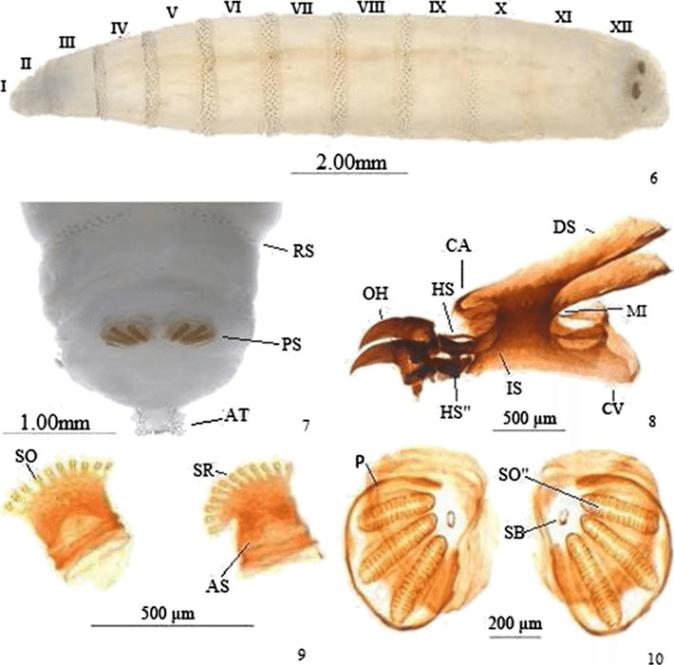 I II III IV V VI VII VIII IX X XI XII
2.00mm
6
RS
PS
AT
1.00mm
7
DS
CA
HS
OH
MI
IS
HS"
CV
500 µm
8
SO
SR
AS
500 µm
9
P
SO"
SB
200 µm
10